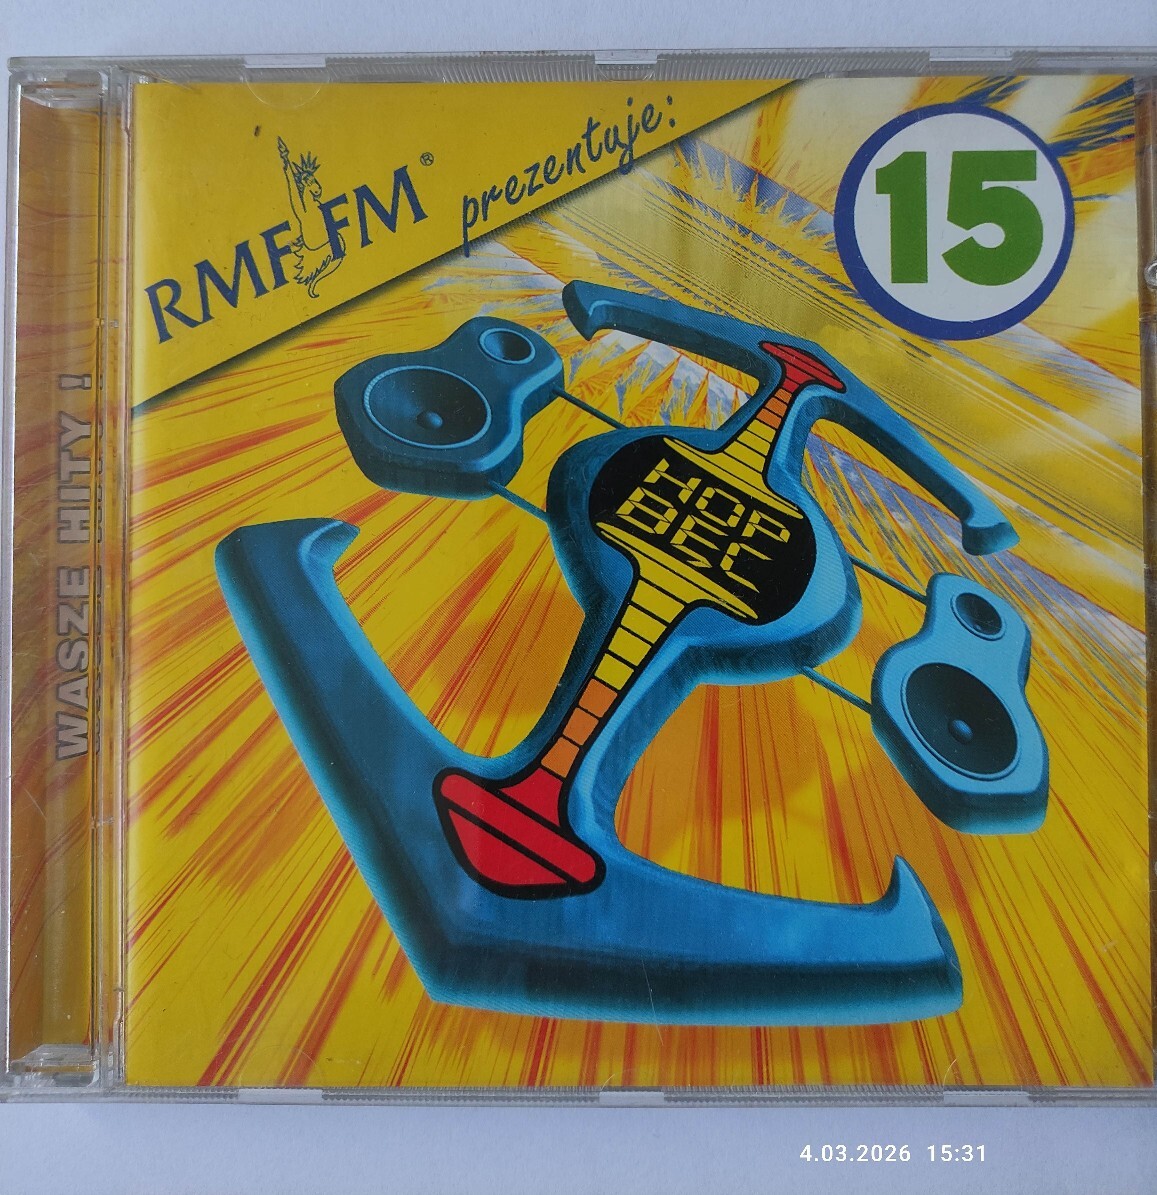 RMF FM® prezentuje:
15
HOP
BEC
WASZE HITY !
4.03.2026 15:31